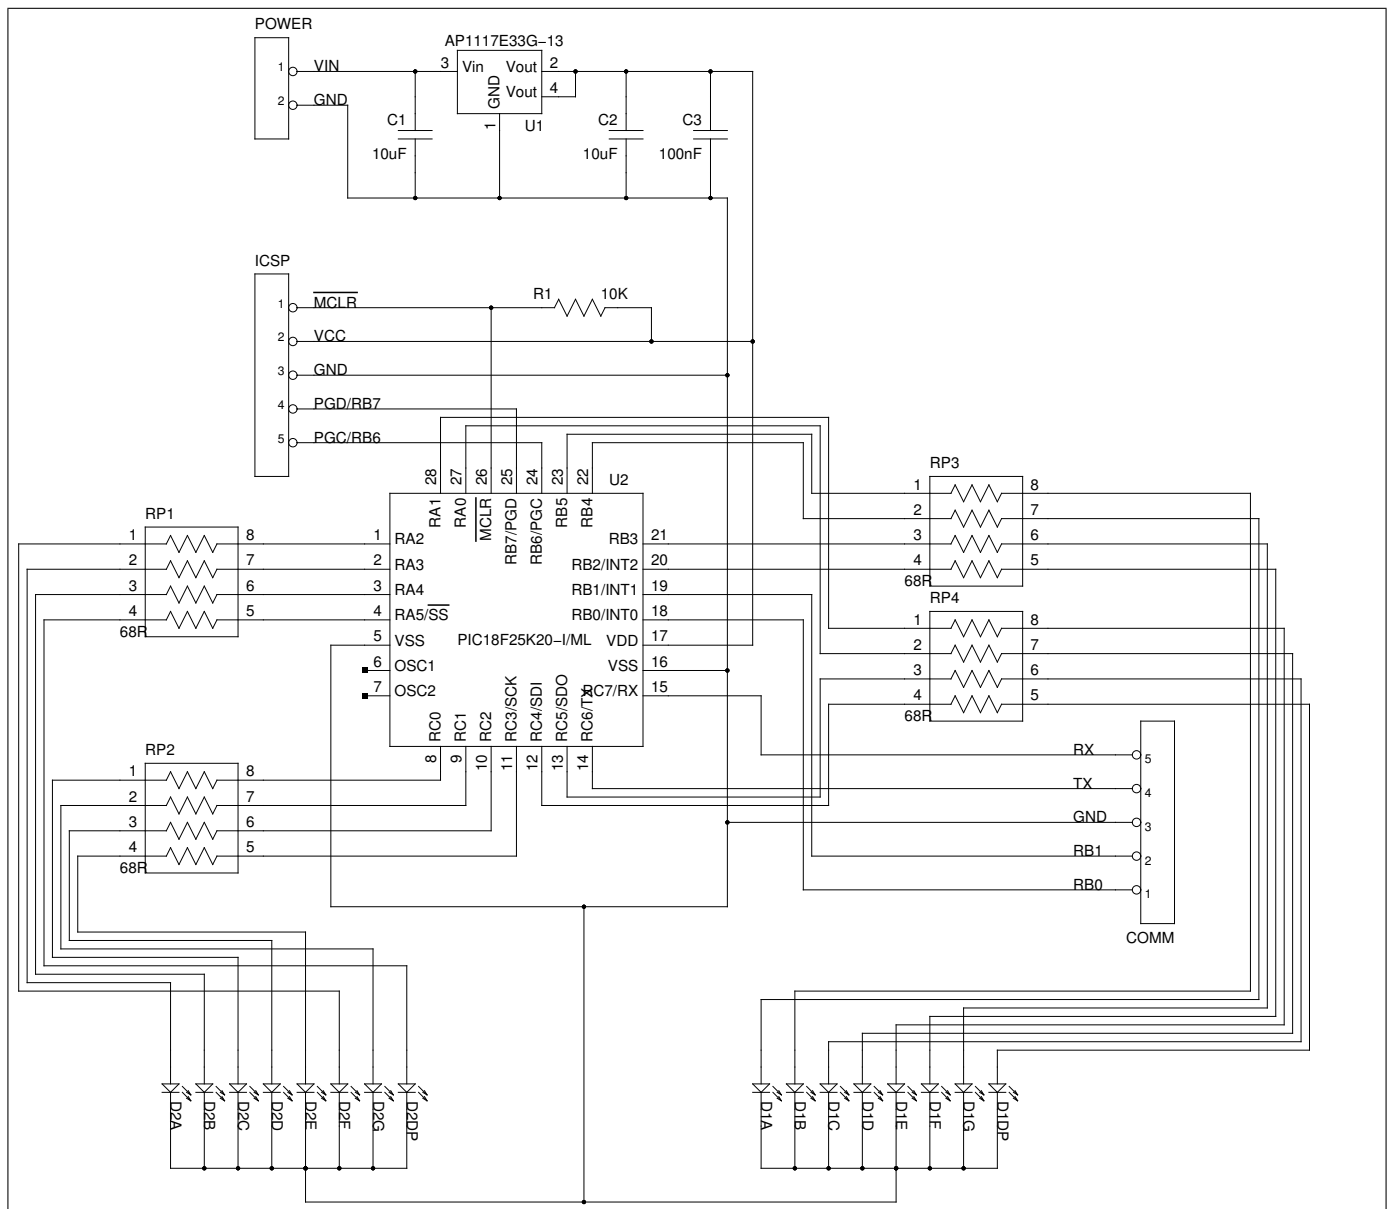 POWER
AP1117E33G-13
1 VIN
2 GND
3 Vin Vout 2
Vout 4
GND
1
U1
C1
10uF
C2
10uF
C3
100nF
ICSP
1 MCLR
2 VCC
3 GND
4 PGD/RB7
5 PGC/RB6
R1 10K
28 27 26 25 24 23 22
U2
RA1 RA0 MCLR RB7/PGD RB6/PGC RB5 RB4
1 RA2
2 RA3
3 RA4
4 RA5/SS
5 VSS
6 OSC1
7 OSC2
PIC18F25K20-I/ML
RB3 21
RB2/INT2 20
RB1/INT1 19
RB0/INT0 18
VDD 17
VSS 16
RC7/RX 15
RC0 RC1 RC2 RC3/SCK RC4/SDI RC5/SDO RC6/TX
8 9 10 11 12 13 14
RP1
1 8
2 7
3 6
4 5
68R
RP2
1 8
2 7
3 6
4 5
68R
RP3
1 8
2 7
3 6
4 5
68R
RP4
1 8
2 7
3 6
4 5
68R
RX 5
TX 4
GND 3
RB1 2
RB0 1
COMM
D2A D2B D2C D2D D2E D2F D2G D2DP
D1A D1B D1C D1D D1E D1F D1G D1DP